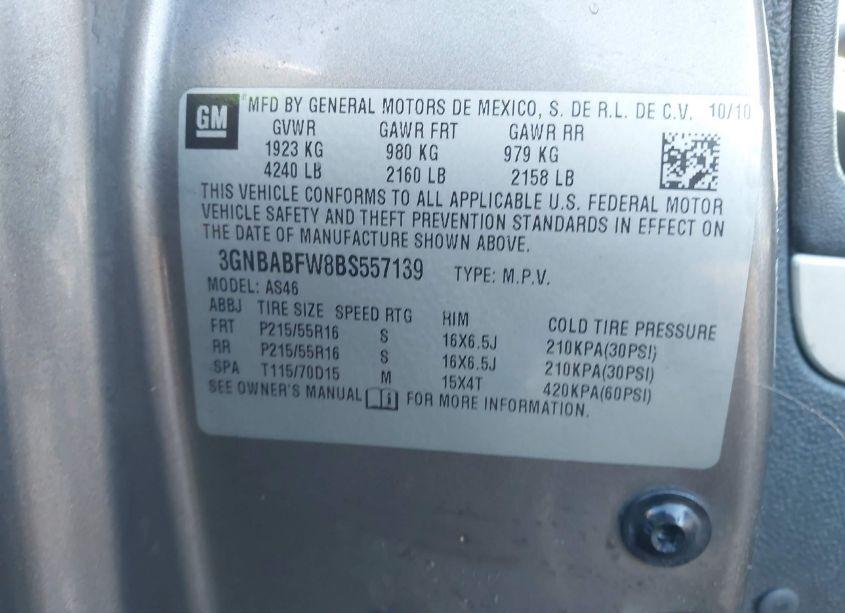 GM MFD BY GENERAL MOTORS DE MEXICO, S. DE R.L. DE C.V. 10/10
GVWR GAWR FRT GAWR RR
1923 KG 980 KG 979 KG
4240 LB 2160 LB 2158 LB
THIS VEHICLE CONFORMS TO ALL APPLICABLE U.S. FEDERAL MOTOR
VEHICLE SAFETY AND THEFT PREVENTION STANDARDS IN EFFECT ON
THE DATE OF MANUFACTURE SHOWN ABOVE.
3GNBABFW8BS557139 TYPE: M.P.V.
MODEL: AS46
ABBJ TIRE SIZE SPEED RTG HIM COLD TIRE PRESSURE
FRT P215/55R16 S 16X6.5J 210KPA(30PSI)
RR P215/55R16 S 16X6.5J 210KPA(30PSI)
SPA T115/70D15 M 15X4T 420KPA(60PSI)
SEE OWNER'S MANUAL FOR MORE INFORMATION.